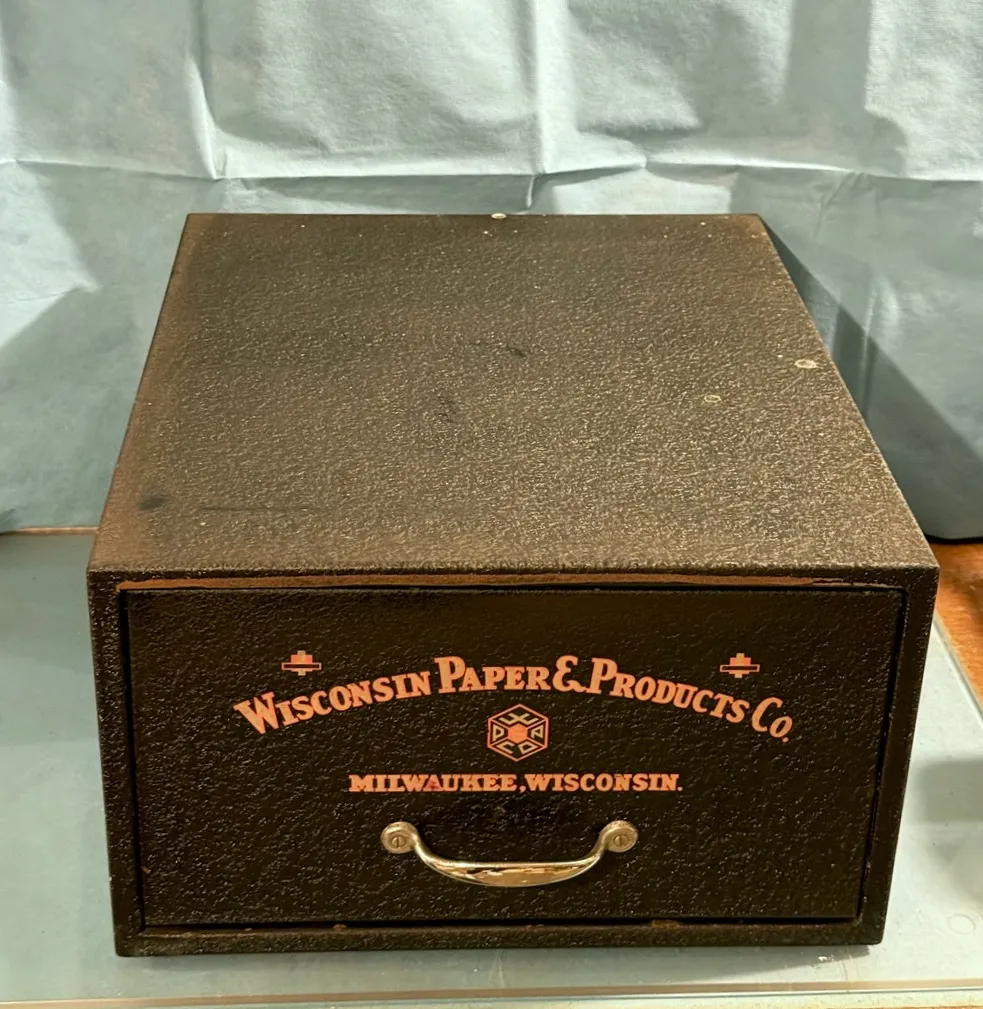 WISCONSIN PAPER & PRODUCTS CO.
MILWAUKEE, WISCONSIN.